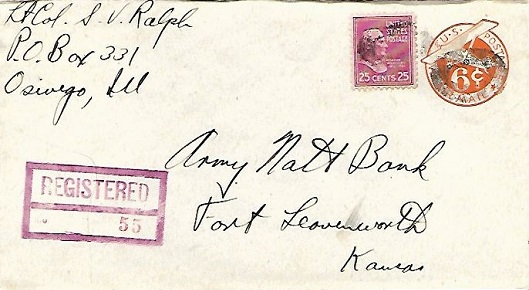 Lt Col. S. V. Ralph
P.O. Box 331
Oswego, Ill
UNITED STATES POSTAGE
25 CENTS 25
U.S. POSTAGE
6¢
AIR MAIL
REGISTERED
55
Army Natl Bank
Fort Leavenworth
Kansas